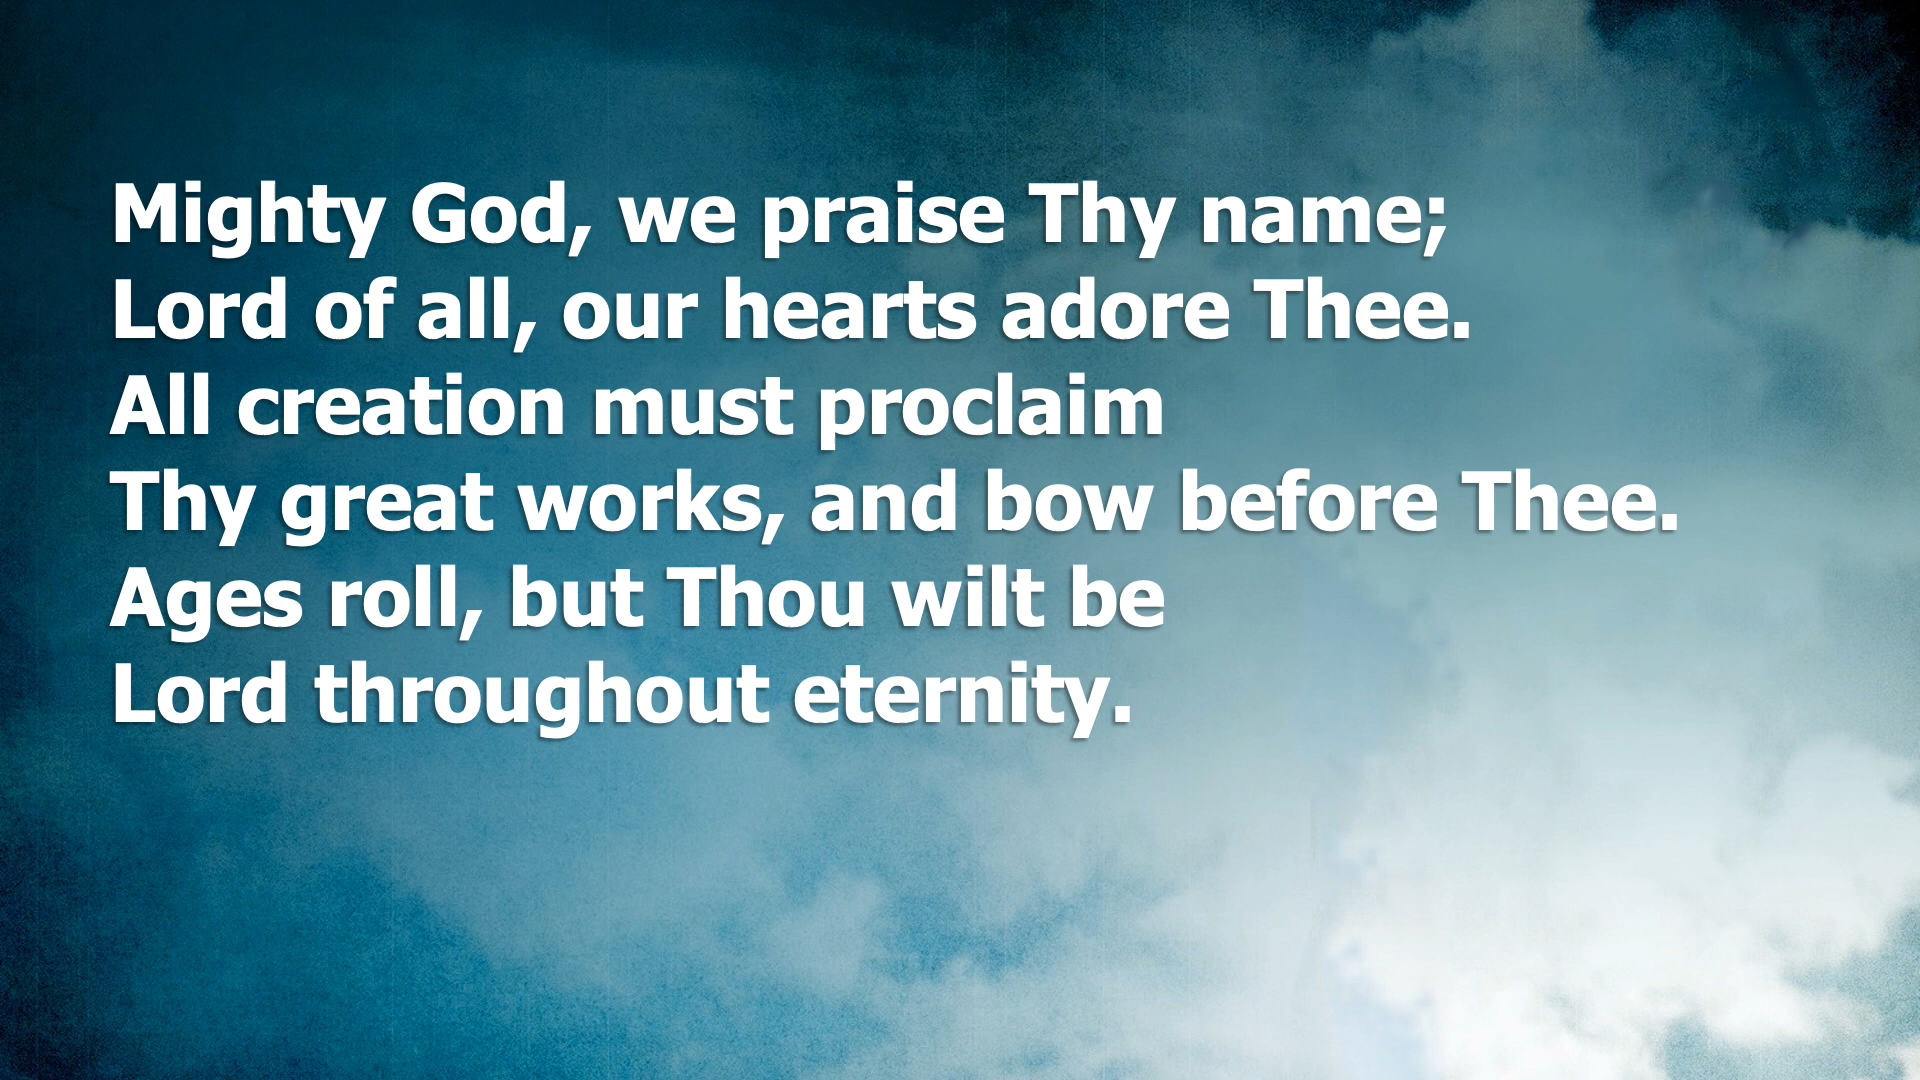 Mighty God, we praise Thy name;
Lord of all, our hearts adore Thee.
All creation must proclaim
Thy great works, and bow before Thee.
Ages roll, but Thou wilt be
Lord throughout eternity.